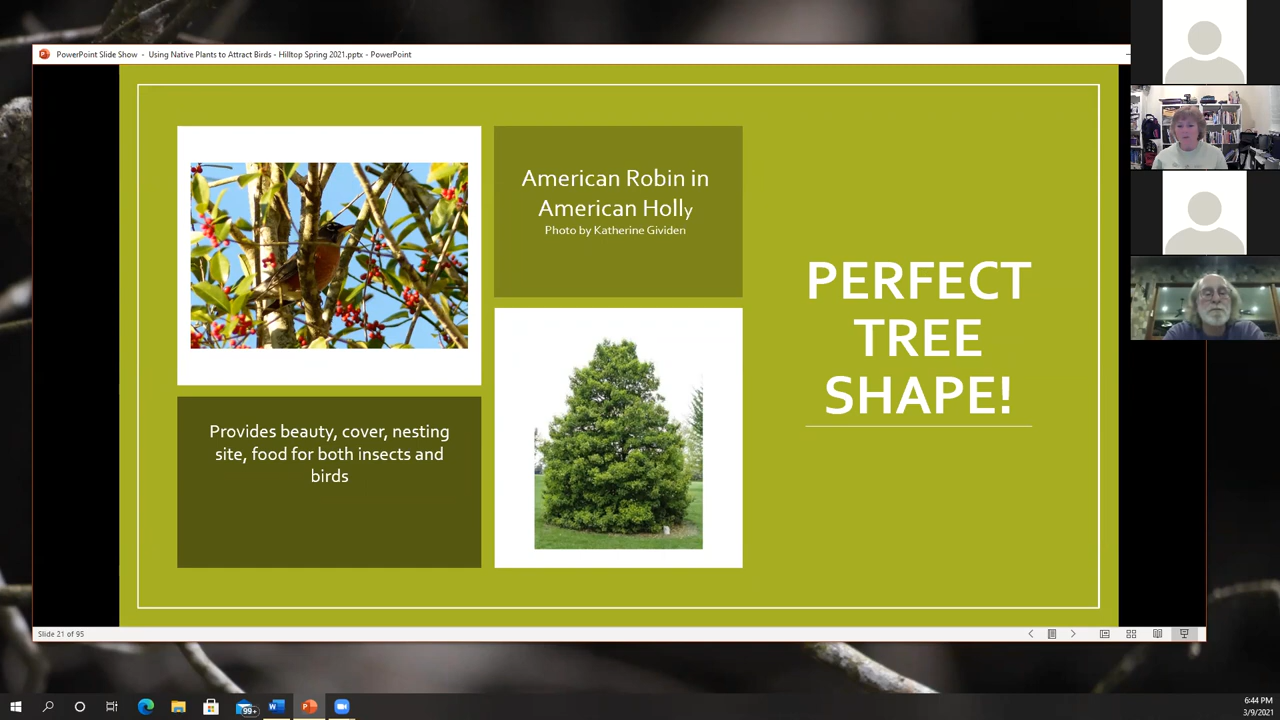 PowerPoint Slide Show - Using Native Plants to Attract Birds - Hilltop Spring 2021.pptx - PowerPoint
American Robin in
American Holly
Photo by Katherine Gividen
PERFECT
TREE
SHAPE!
Provides beauty, cover, nesting
site, food for both insects and
birds
Slide 21 of 95
99+
6:44 PM
3/9/2021